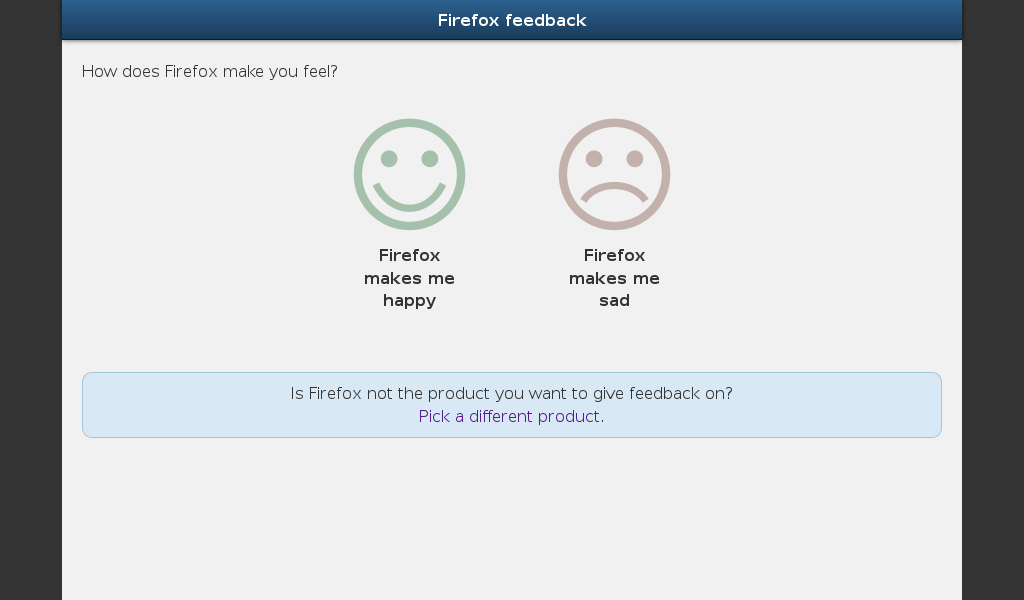 Firefox feedback
How does Firefox make you feel?
Firefox
makes me
happy
Firefox
makes me
sad
Is Firefox not the product you want to give feedback on?
Pick a different product.